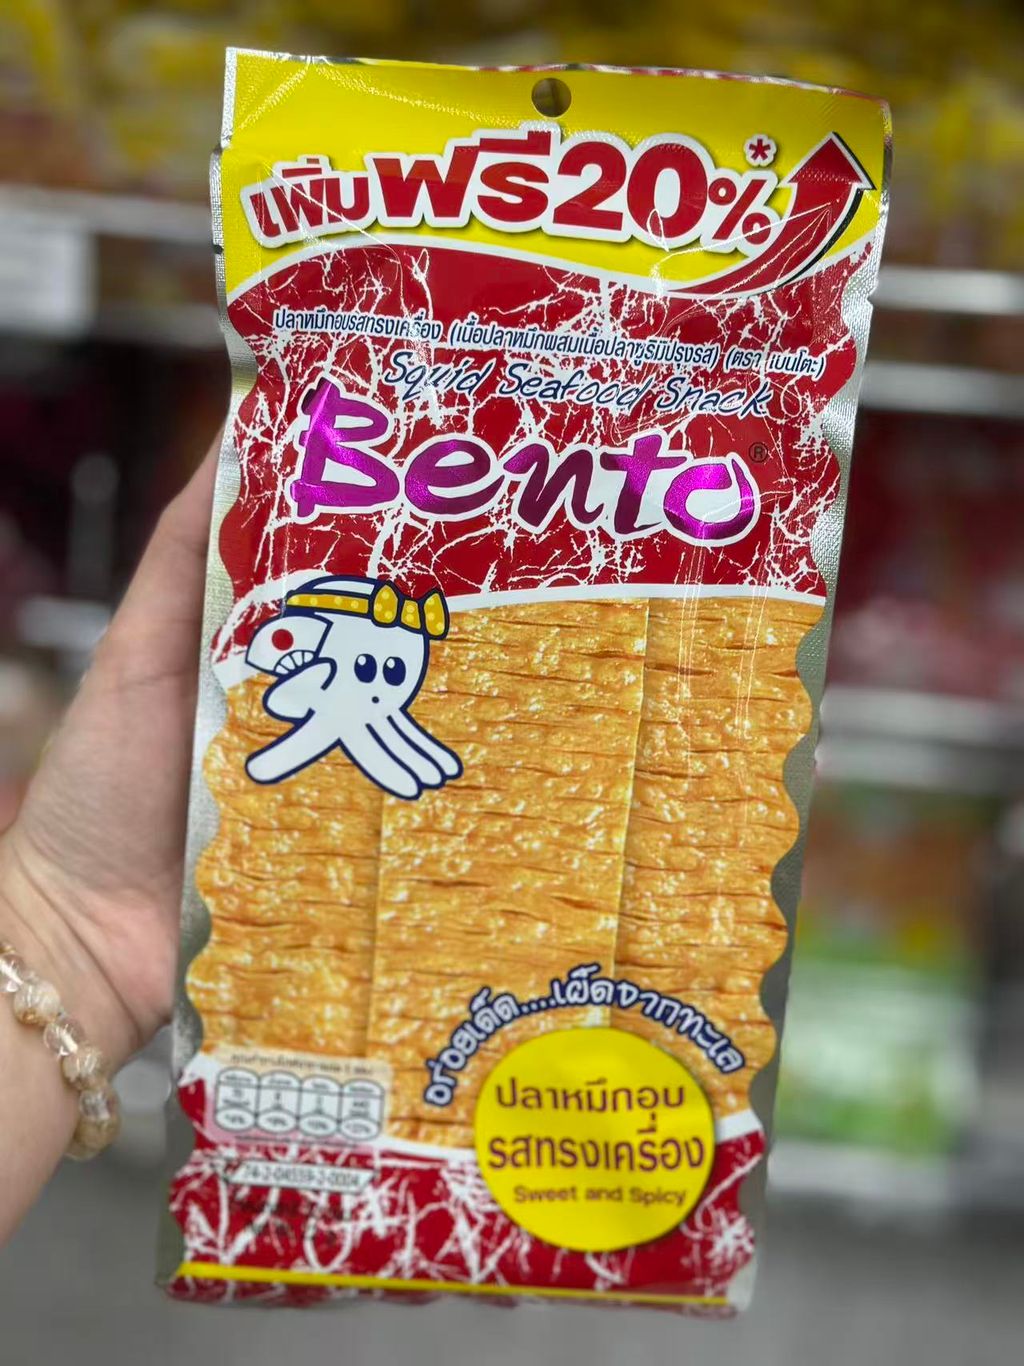 เพิ่มฟรี20%*
ปลาหมึกอบรสทรงเครื่อง (เนื้อปลาหมึกผสมเนื้อปลาซูริมิปรุงรส) (ตรา เบนโตะ)
Squid Seafood Snack
Bento®
อร่อยเด็ด....เผ็ดจากทะเล
ปลาหมึกอบ
รสทรงเครื่อง
Sweet and Spicy